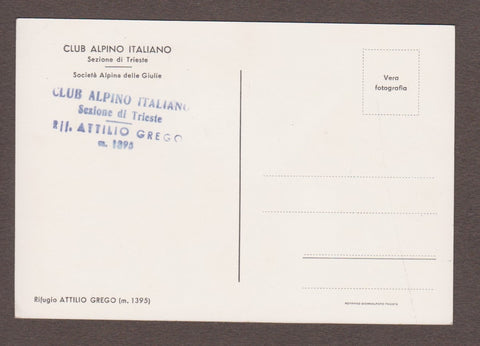 CLUB ALPINO ITALIANO
Sezione di Trieste
Società Alpina delle Giulie
CLUB ALPINO ITALIANO
Sezione di Trieste
Rif. ATTILIO GREGO
m. 1395
Vera
fotografia
Rifugio ATTILIO GREGO (m. 1395)